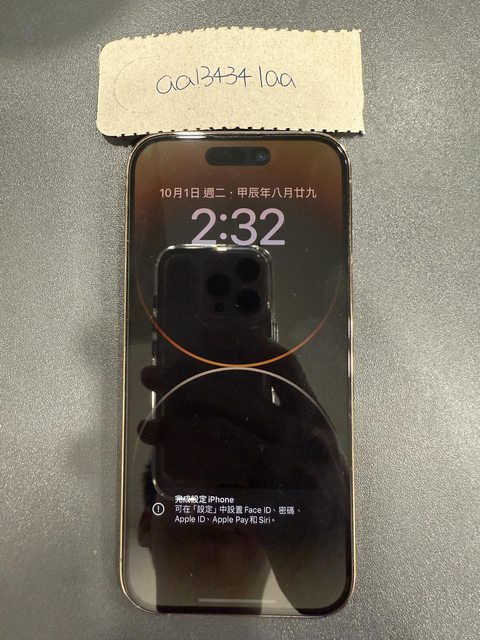 aa134341aa
10月1日 週二・甲辰年八月廿九
2:32
完成設定 iPhone
可在「設定」中設置 Face ID、密碼、
Apple ID、Apple Pay 和 Siri。